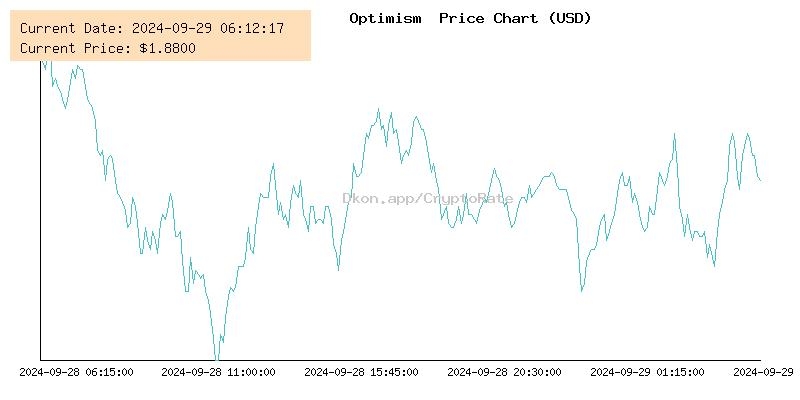 Optimism  Price Chart (USD)
Current Date: 2024-09-29 06:12:17
Current Price: $1.8800
Dkon.app/CryptoRate
2024-09-28 06:15:00 2024-09-28 11:00:00 2024-09-28 15:45:00 2024-09-28 20:30:00 2024-09-29 01:15:00 2024-09-29